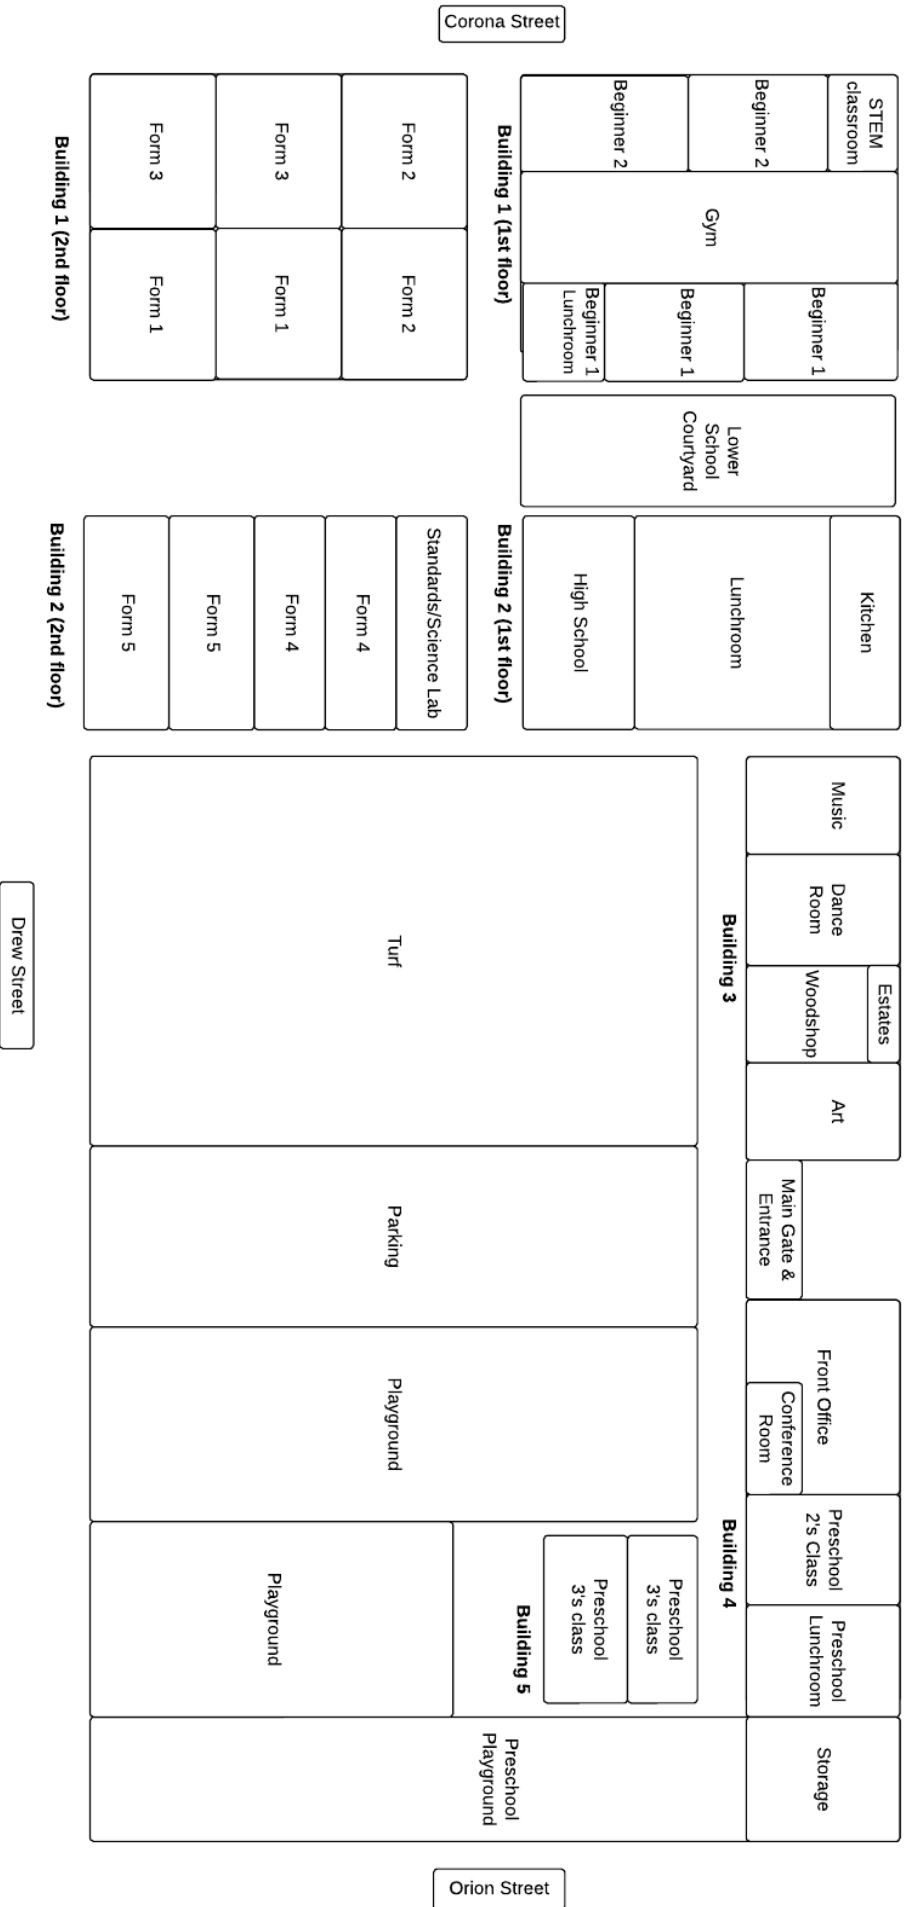 Corona Street
STEM
classroom
Beginner 2
Beginner 2
Gym
Beginner 1
Beginner 1
Beginner 1
Lunchroom
Building 1 (1st floor)
Form 2
Form 3
Form 3
Form 2
Form 1
Form 1
Building 1 (2nd floor)
Lower
School
Courtyard
Kitchen
Lunchroom
High School
Building 2 (1st floor)
Standards/Science Lab
Form 4
Form 4
Form 5
Form 5
Building 2 (2nd floor)
Music
Dance
Room
Estates
Woodshop
Art
Building 3
Turf
Drew Street
Main Gate &
Entrance
Parking
Front Office
Conference
Room
Playground
Preschool
2's Class
Preschool
Lunchroom
Building 4
Preschool
3's class
Preschool
3's class
Building 5
Playground
Storage
Preschool
Playground
Orion Street